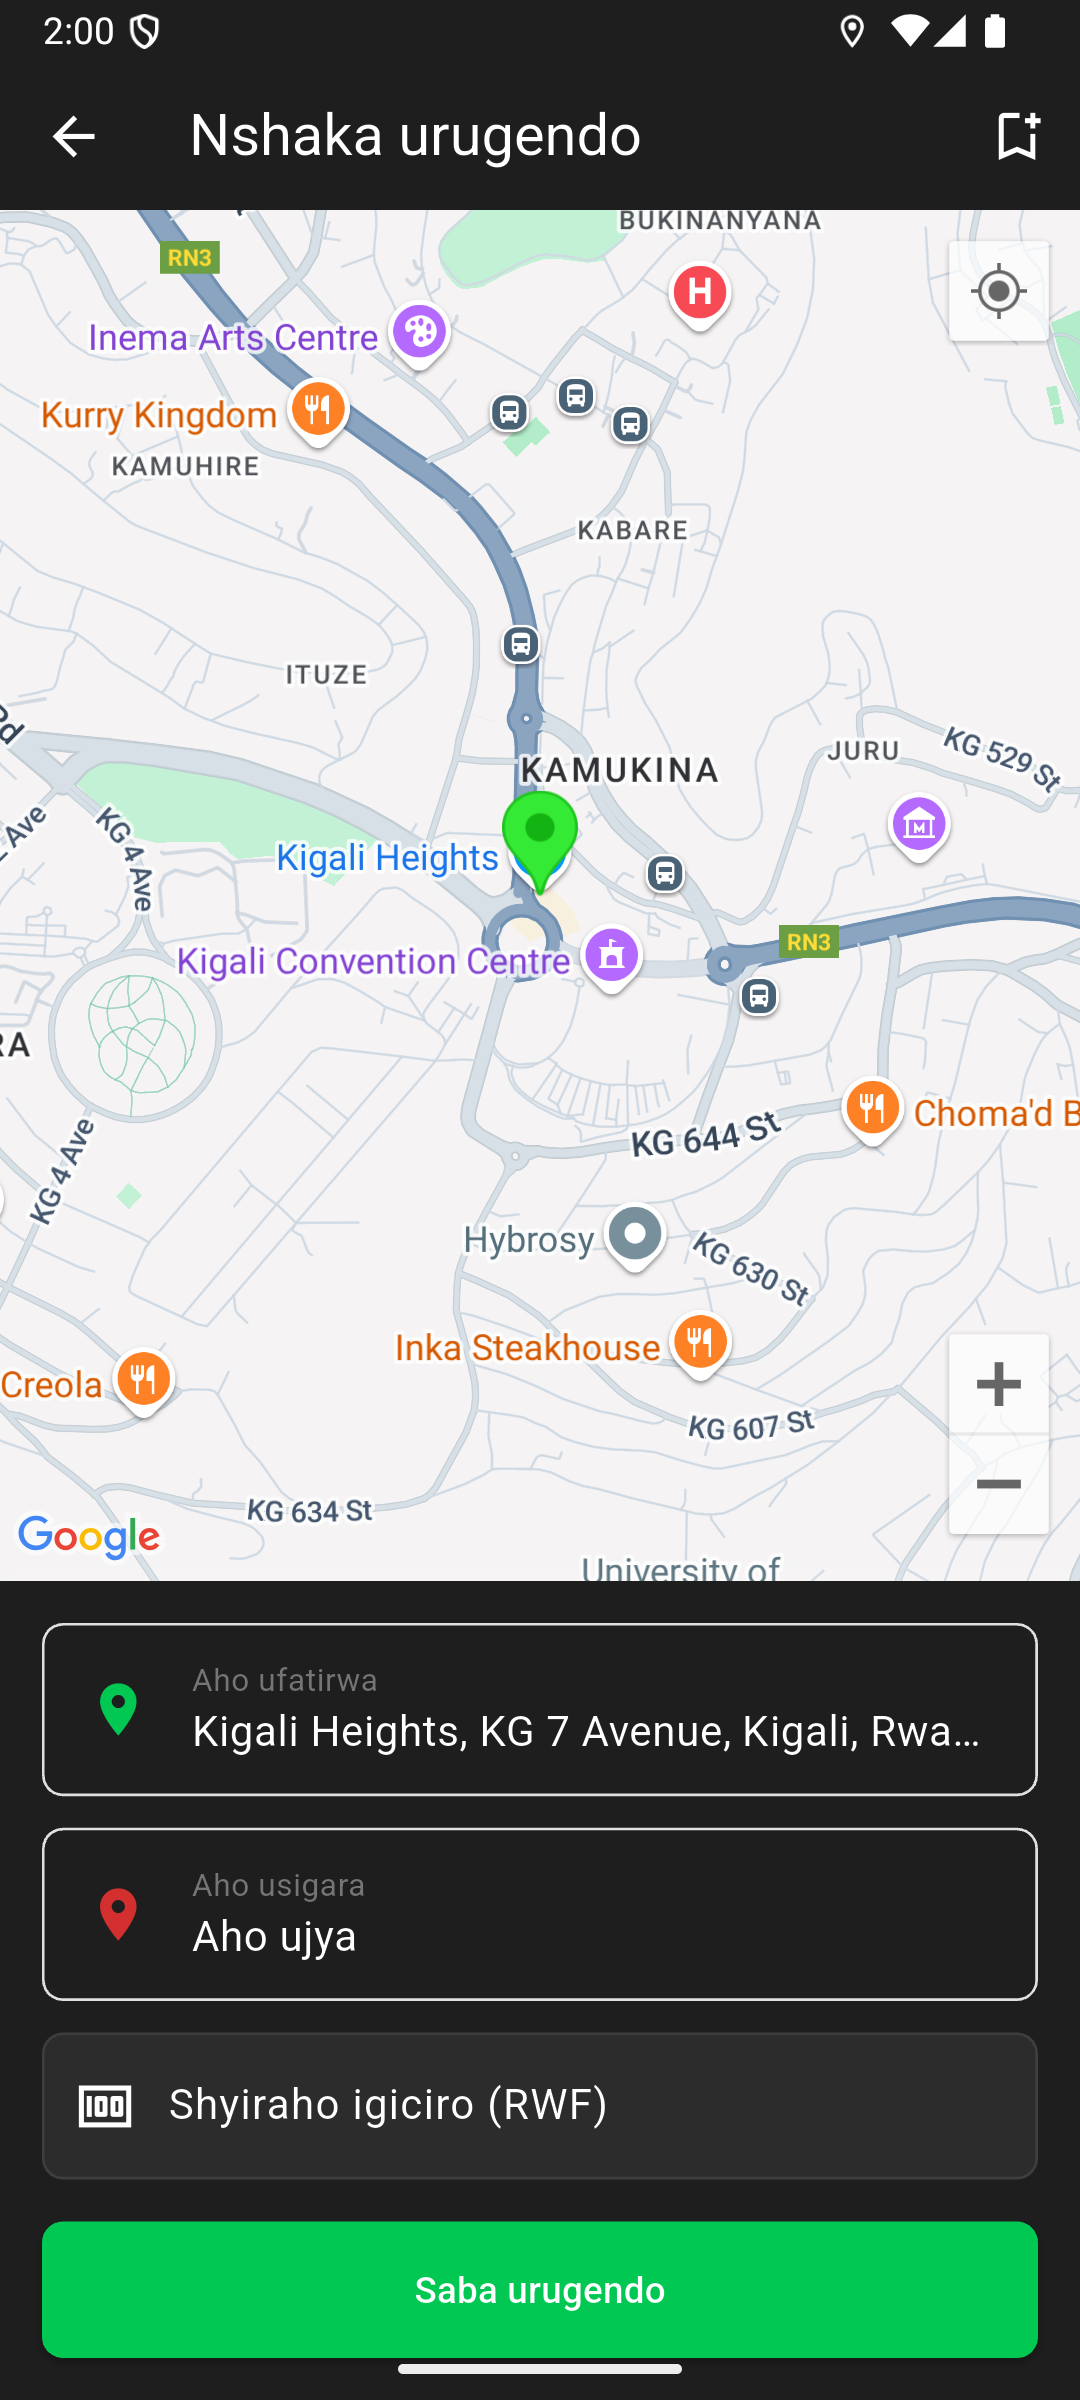 2:00
Nshaka urugendo
BUKINANYANA
RN3
Inema Arts Centre
Kurry Kingdom
KAMUHIRE
KABARE
ITUZE
Rd
KAMUKINA
JURU
KG 529 St
KG 4 Ave
Ave
Kigali Heights
RN3
Kigali Convention Centre
RA
KG 4 Ave
KG 644 St
Choma'd B
Hybrosy
KG 630 St
Inka Steakhouse
Creola
KG 607 St
KG 634 St
Google
University of
Aho ufatirwa
Kigali Heights, KG 7 Avenue, Kigali, Rwa...
Aho usigara
Aho ujya
Shyiraho igiciro (RWF)
Saba urugendo